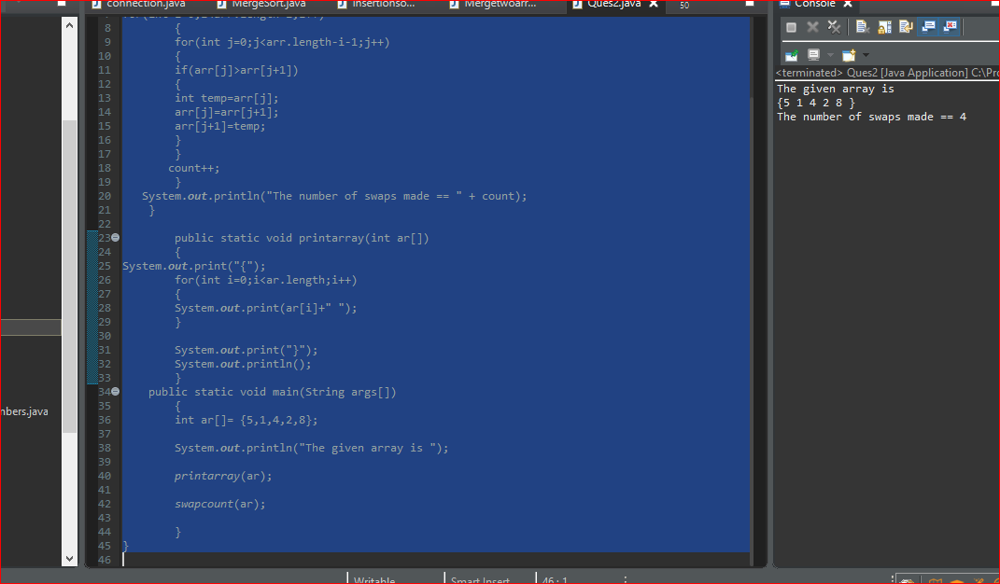 connection.java
MergeSort.java
Insertionso...
Mergetwoarr...
Ques2.java
50
Console
8 {
9 for(int j=0;j<arr.length-i-1;j++)
10 {
11 if(arr[j]>arr[j+1])
12 {
13 int temp=arr[j];
14 arr[j]=arr[j+1];
15 arr[j+1]=temp;
16 }
17 }
18 count++;
19 }
20 System.out.println("The number of swaps made == " + count);
21 }
22
23 public static void printarray(int ar[])
24 {
25 System.out.print("{");
26 for(int i=0;i<ar.length;i++)
27 {
28 System.out.print(ar[i]+" ");
29 }
30
31 System.out.print("}");
32 System.out.println();
33 }
34 public static void main(String args[])
35 {
36 int ar[]= {5,1,4,2,8};
37
38 System.out.println("The given array is ");
39
40 printarray(ar);
41
42 swapcount(ar);
43
44 }
45 }
46
mbers.java
<terminated> Ques2 [Java Application] C:\Pro
The given array is
{5 1 4 2 8 }
The number of swaps made == 4
Writable
Smart Insert
46 : 1